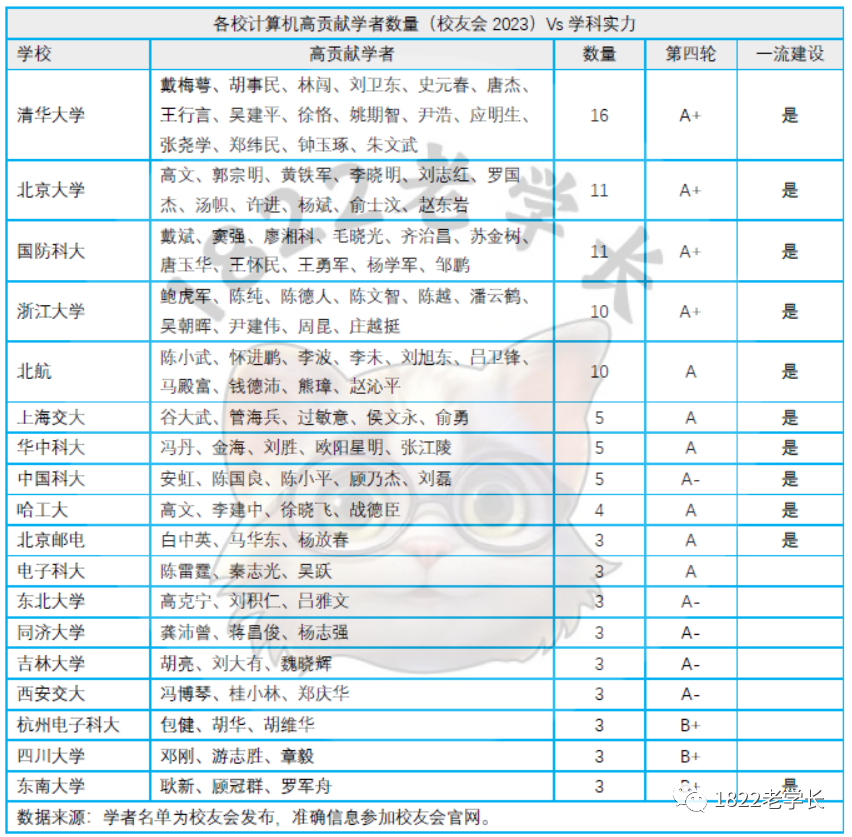 各校计算机高贡献学者数量（校友会 2023）Vs 学科实力
学校 高贡献学者 数量 第四轮 一流建设
戴梅萼、胡事民、林闯、刘卫东、史元春、唐杰、
清华大学 王行言、吴建平、徐恪、姚期智、尹浩、应明生、 16 A+ 是
张尧学、郑纬民、钟玉琢、朱文武
北京大学 高文、郭宗明、黄铁军、李晓明、刘志红、罗国 11 A+ 是
杰、汤帜、许进、杨斌、俞士汶、赵东岩
国防科大 戴斌、窦强、廖湘科、毛晓光、齐治昌、苏金树、 11 A+ 是
唐玉华、王怀民、王勇军、杨学军、邹鹏
浙江大学 鲍虎军、陈纯、陈德人、陈文智、陈越、潘云鹤、 10 A+ 是
吴朝晖、尹建伟、周昆、庄越挺
北航 陈小武、怀进鹏、李波、李未、刘旭东、吕卫锋、 10 A 是
马殿富、钱德沛、熊璋、赵沁平
上海交大 谷大武、管海兵、过敏意、侯文永、俞勇 5 A 是
华中科大 冯丹、金海、刘胜、欧阳星明、张江陵 5 A 是
中国科大 安虹、陈国良、陈小平、顾乃杰、刘磊 5 A- 是
哈工大 高文、李建中、徐晓飞、战德臣 4 A 是
北京邮电 白中英、马华东、杨放春 3 A 是
电子科大 陈雷霆、秦志光、吴跃 3 A
东北大学 高克宁、刘积仁、吕雅文 3 A-
同济大学 龚沛曾、蒋昌俊、杨志强 3 A-
吉林大学 胡亮、刘大有、魏晓辉 3 A-
西安交大 冯博琴、桂小林、郑庆华 3 A-
杭州电子科大 包健、胡华、胡维华 3 B+
四川大学 邓刚、游志胜、章毅 3 B+
东南大学 耿新、顾冠群、罗军舟 3 B+ 是
数据来源：学者名单为校友会发布，准确信息参加校友会官网。
1822老学长
1822老学长